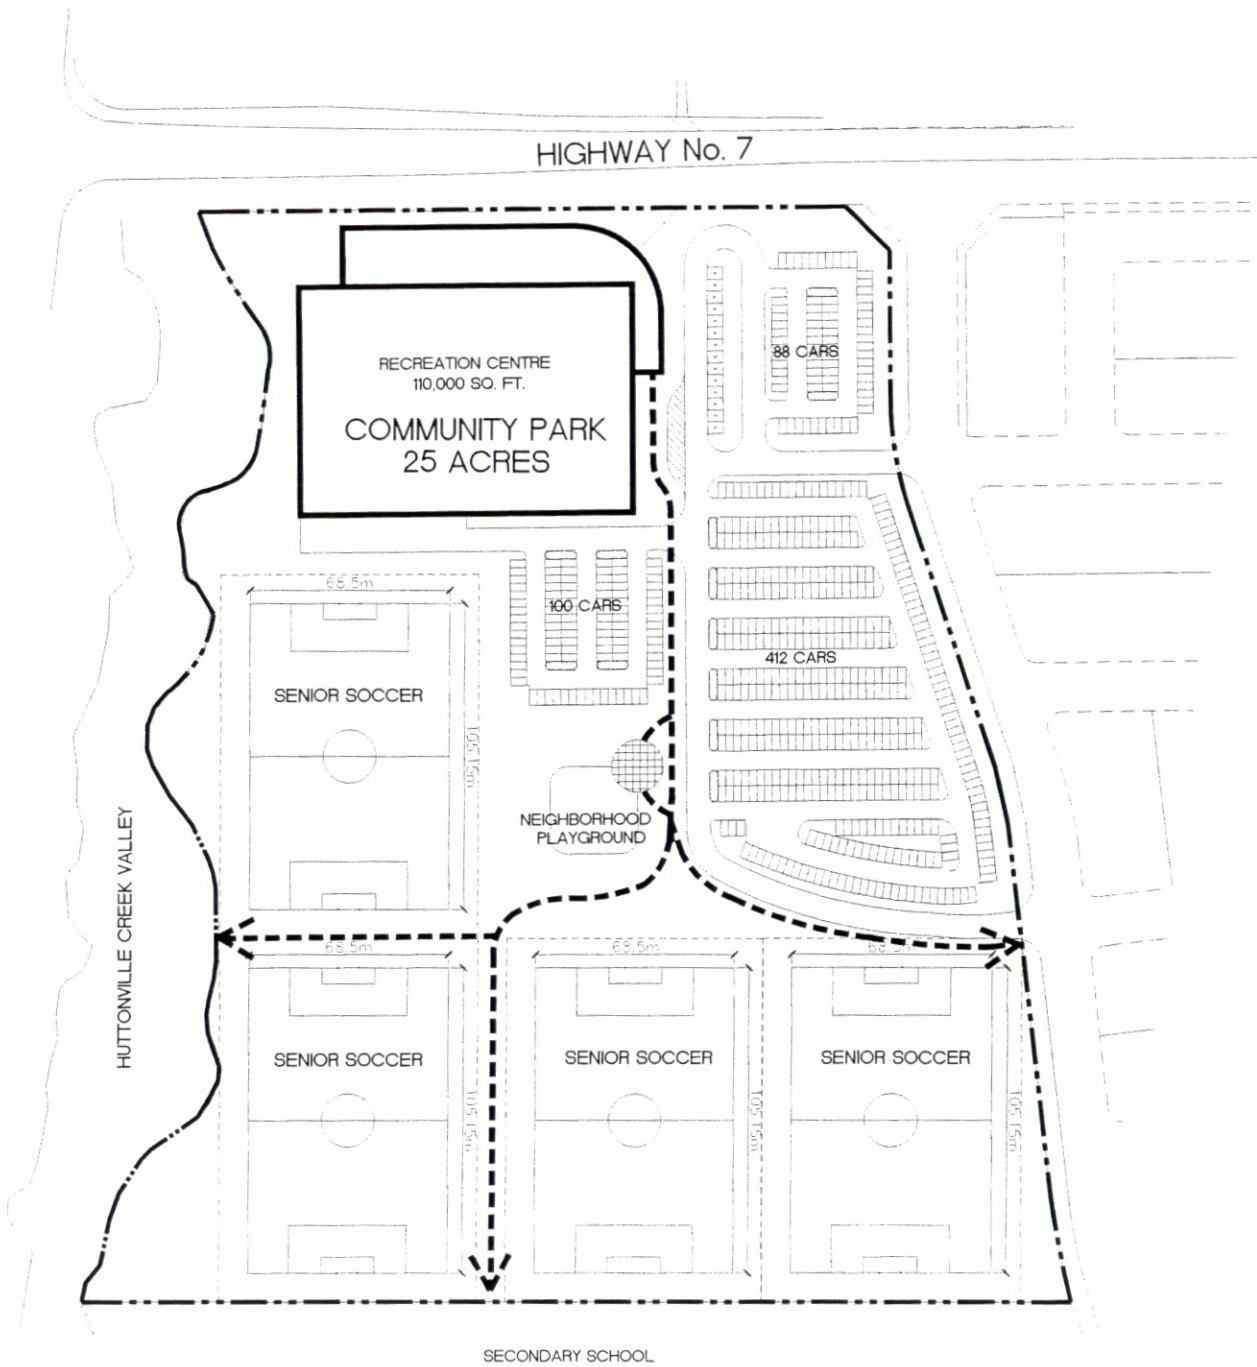 HIGHWAY No. 7
RECREATION CENTRE
110,000 SQ. FT.
COMMUNITY PARK
25 ACRES
88 CARS
68.5m
100 CARS
412 CARS
SENIOR SOCCER
105.15m
NEIGHBORHOOD
PLAYGROUND
HUTTONVILLE CREEK VALLEY
68.5m
68.5m
68.5m
SENIOR SOCCER
SENIOR SOCCER
SENIOR SOCCER
105.15m
105.15m
105.15m
SECONDARY SCHOOL